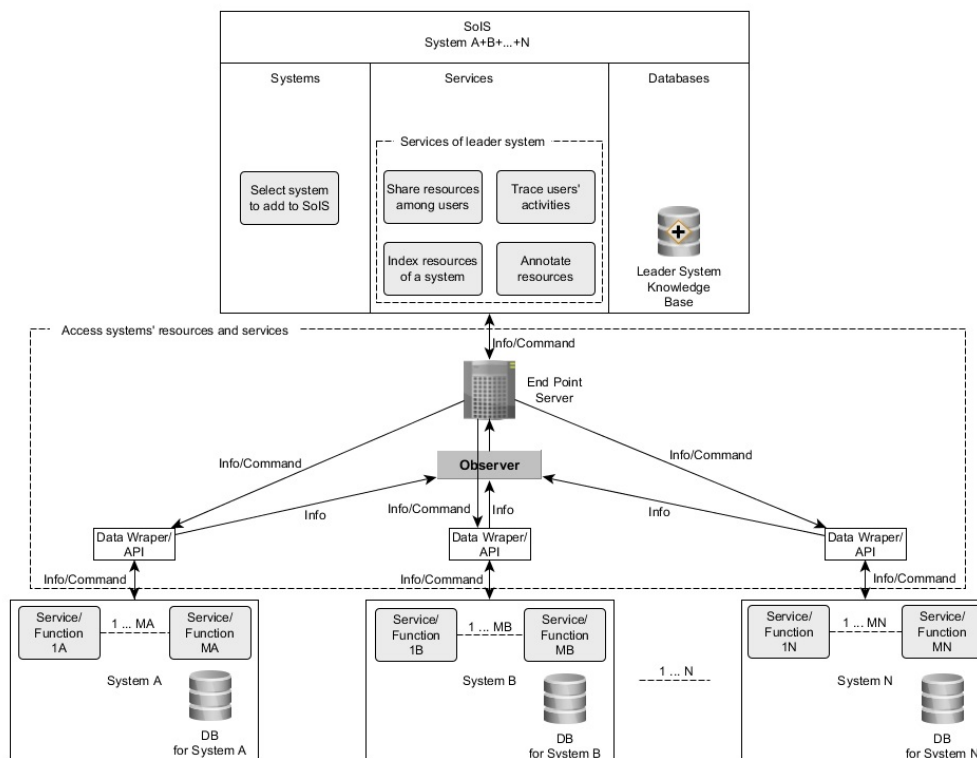 SoIS
System A+B+...+N
Systems
Services
Databases
Services of leader system
Select system
to add to SoIS
Share resources
among users
Trace users'
activities
Index resources
of a system
Annotate
resources
Leader System
Knowledge
Base
Access systems' resources and services
Info/Command
End Point
Server
Info/Command
Info/Command
Observer
Info
Info/Command
Info
Info
Data Wraper/
API
Data Wraper/
API
Data Wraper/
API
Info/Command
Info/Command
Info/Command
Service/
Function
1A
1 ... MA
Service/
Function
MA
System A
DB
for System A
Service/
Function
1B
1 ... MB
Service/
Function
MB
System B
DB
for System B
1 ... N
Service/
Function
1N
1 ... MN
Service/
Function
MN
System N
DB
for System N